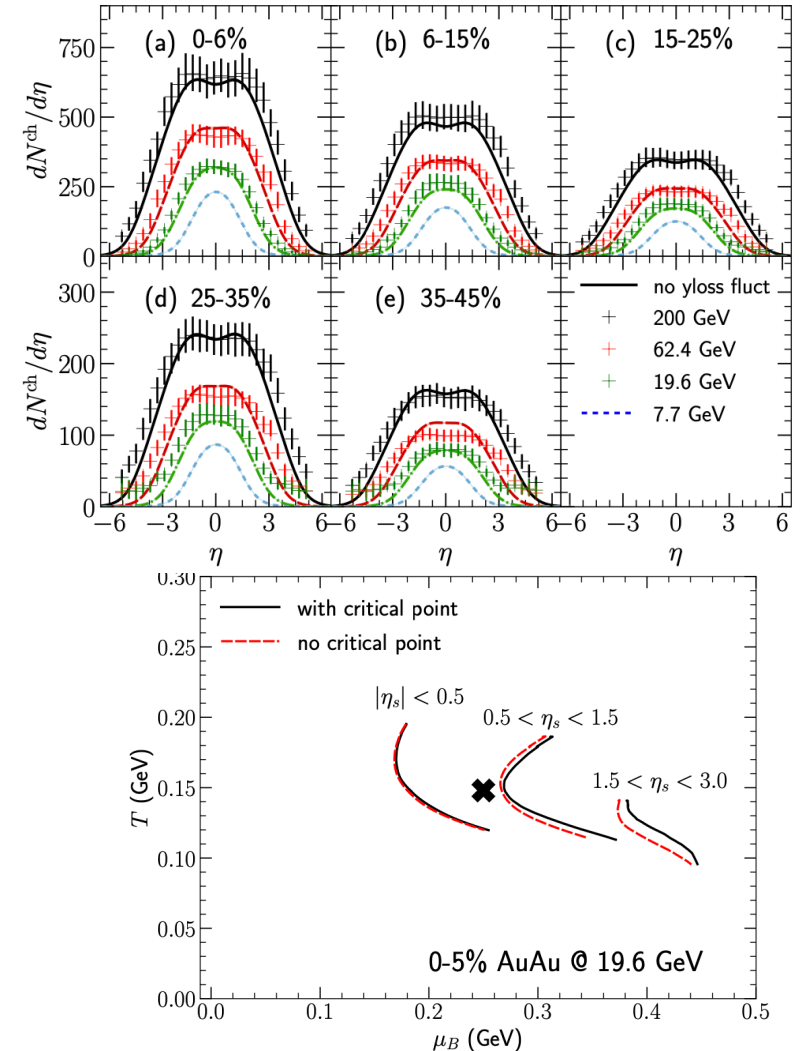 (a) 0-6%
(b) 6-15%
(c) 15-25%
750
500
250
0
dN^ch/dη
(d) 25-35%
(e) 35-45%
300
200
100
0
dN^ch/dη
no yloss fluct
200 GeV
62.4 GeV
19.6 GeV
7.7 GeV
−6 −3 0 3 6 −6 −3 0 3 6 −6 −3 0 3 6
η η η
0.30
0.25
0.20
0.15
0.10
0.05
0.00
T (GeV)
with critical point
no critical point
|η_s| < 0.5
0.5 < η_s < 1.5
1.5 < η_s < 3.0
0-5% AuAu @ 19.6 GeV
0.0 0.1 0.2 0.3 0.4 0.5
μ_B (GeV)